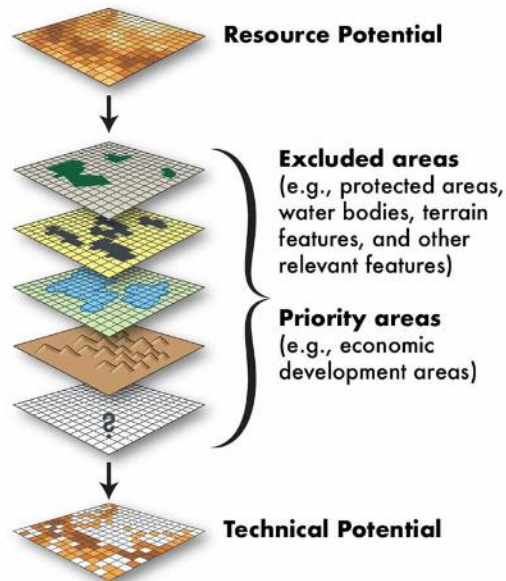 Resource Potential
Excluded areas
(e.g., protected areas,
water bodies, terrain
features, and other
relevant features)
Priority areas
(e.g., economic
development areas)
?
Technical Potential